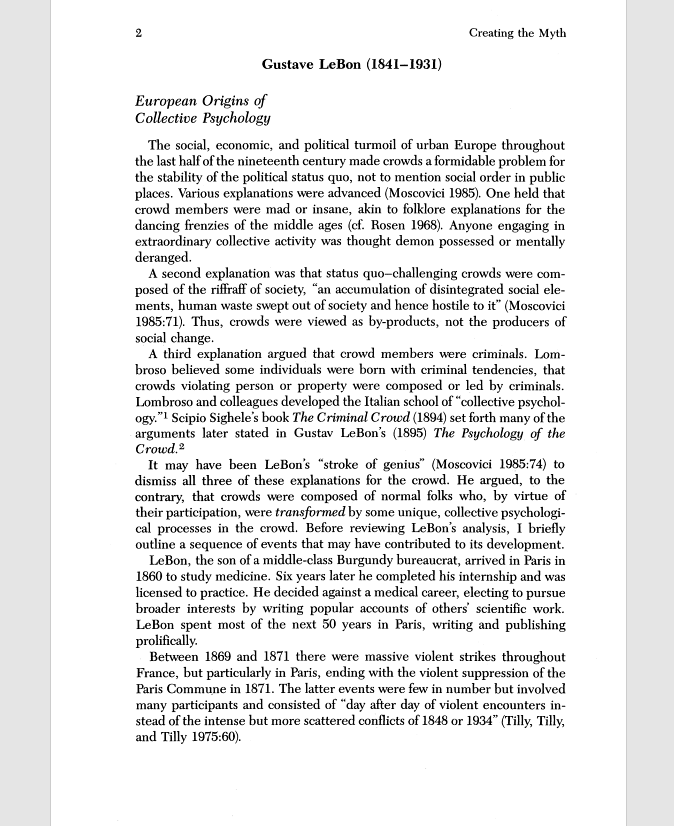 2 Creating the Myth
Gustave LeBon (1841–1931)
European Origins of
Collective Psychology
The social, economic, and political turmoil of urban Europe throughout
the last half of the nineteenth century made crowds a formidable problem for
the stability of the political status quo, not to mention social order in public
places. Various explanations were advanced (Moscovici 1985). One held that
crowd members were mad or insane, akin to folklore explanations for the
dancing frenzies of the middle ages (cf. Rosen 1968). Anyone engaging in
extraordinary collective activity was thought demon possessed or mentally
deranged.
A second explanation was that status quo–challenging crowds were com-
posed of the riffraff of society, “an accumulation of disintegrated social ele-
ments, human waste swept out of society and hence hostile to it” (Moscovici
1985:71). Thus, crowds were viewed as by-products, not the producers of
social change.
A third explanation argued that crowd members were criminals. Lom-
broso believed some individuals were born with criminal tendencies, that
crowds violating person or property were composed or led by criminals.
Lombroso and colleagues developed the Italian school of “collective psychol-
ogy.”¹ Scipio Sighele’s book The Criminal Crowd (1894) set forth many of the
arguments later stated in Gustav LeBon’s (1895) The Psychology of the
Crowd.²
It may have been LeBon’s “stroke of genius” (Moscovici 1985:74) to
dismiss all three of these explanations for the crowd. He argued, to the
contrary, that crowds were composed of normal folks who, by virtue of
their participation, were transformed by some unique, collective psychologi-
cal processes in the crowd. Before reviewing LeBon’s analysis, I briefly
outline a sequence of events that may have contributed to its development.
LeBon, the son of a middle-class Burgundy bureaucrat, arrived in Paris in
1860 to study medicine. Six years later he completed his internship and was
licensed to practice. He decided against a medical career, electing to pursue
broader interests by writing popular accounts of others’ scientific work.
LeBon spent most of the next 50 years in Paris, writing and publishing
prolifically.
Between 1869 and 1871 there were massive violent strikes throughout
France, but particularly in Paris, ending with the violent suppression of the
Paris Commune in 1871. The latter events were few in number but involved
many participants and consisted of “day after day of violent encounters in-
stead of the intense but more scattered conflicts of 1848 or 1934” (Tilly, Tilly,
and Tilly 1975:60).